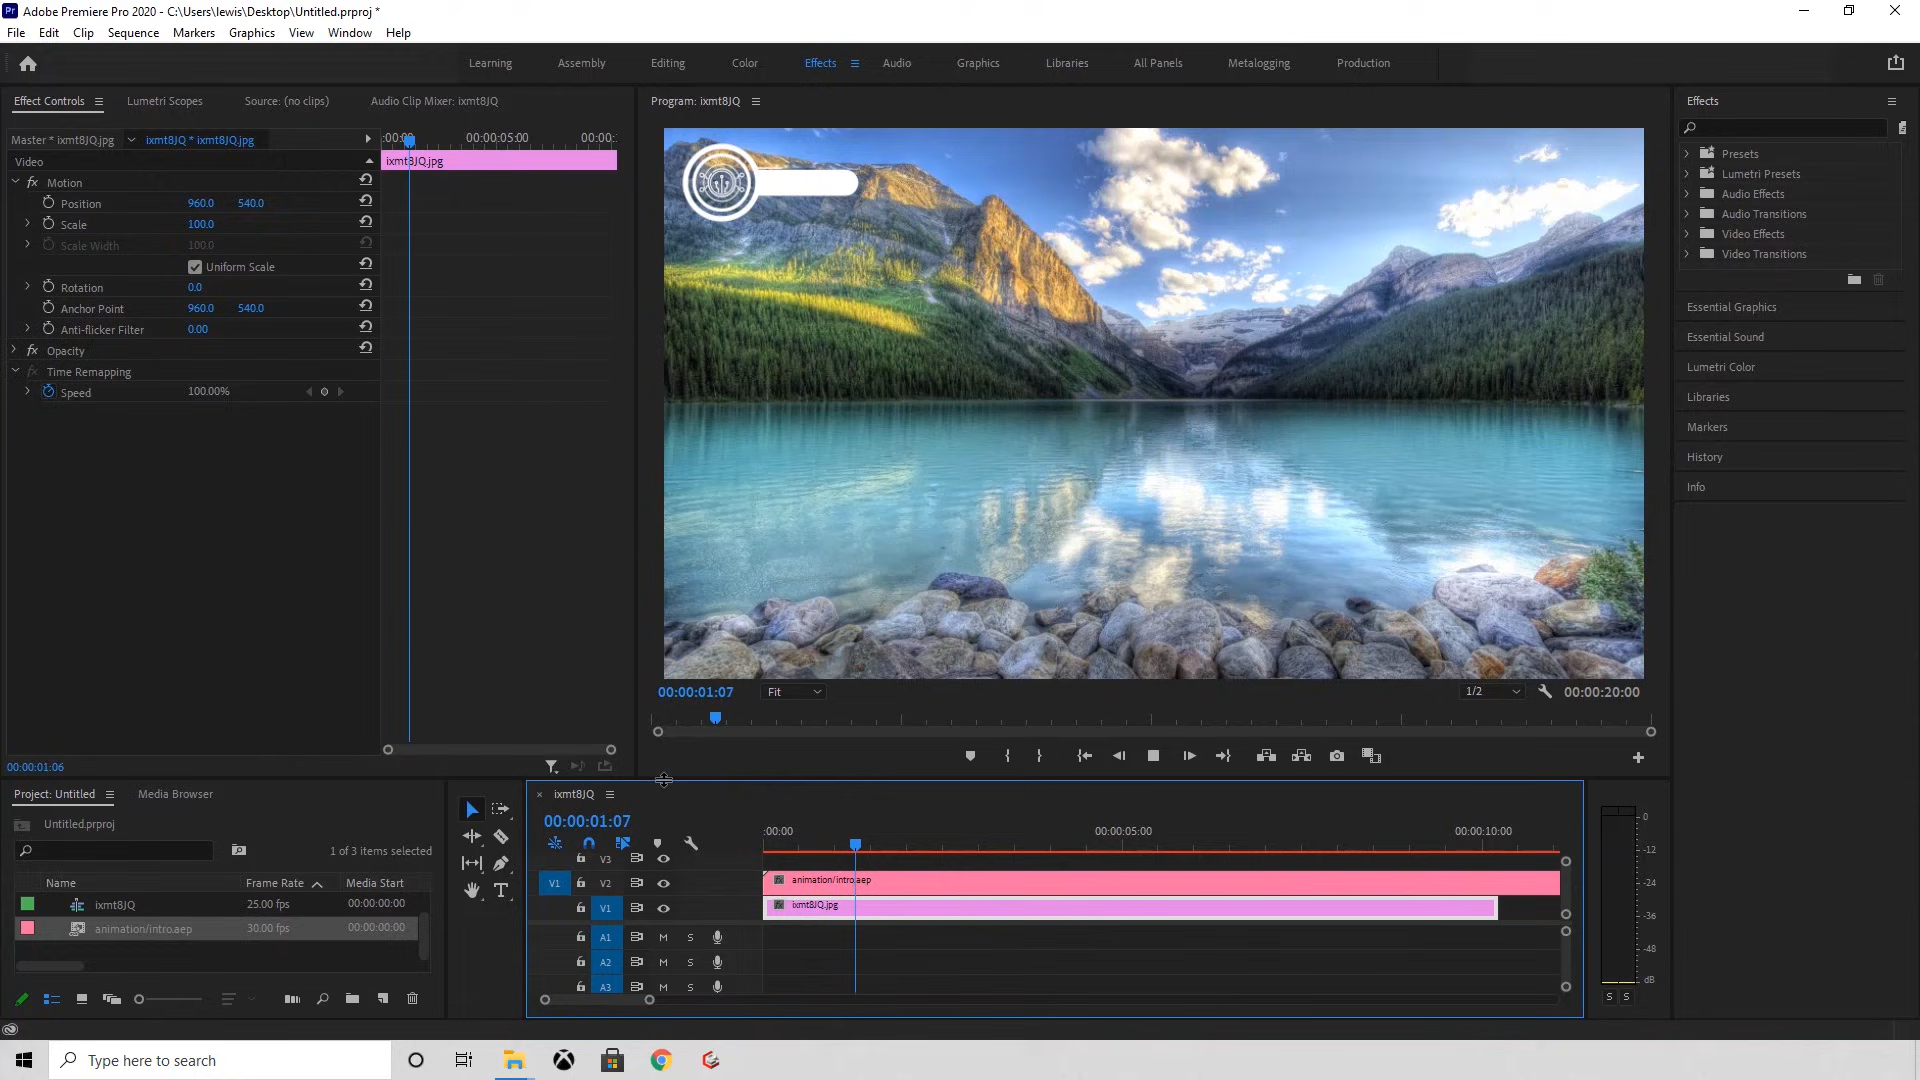 Pr Adobe Premiere Pro 2020 - C:\Users\lewis\Desktop\Untitled.prproj *
File Edit Clip Sequence Markers Graphics View Window Help
Learning Assembly Editing Color Effects Audio Graphics Libraries All Panels Metalogging Production
Effect Controls Lumetri Scopes Source: (no clips) Audio Clip Mixer: ixmt8JQ
Master * ixmt8JQ.jpg ixmt8JQ * ixmt8JQ.jpg
:00:00 00:00:05:00 00:00:
Video
ixmt8JQ.jpg
fx Motion
Position 960.0 540.0
Scale 100.0
Scale Width 100.0
Uniform Scale
Rotation 0.0
Anchor Point 960.0 540.0
Anti-flicker Filter 0.00
fx Opacity
fx Time Remapping
Speed 100.00%
00:00:01:06
Program: ixmt8JQ
00:00:01:07 Fit 1/2 00:00:20:00
Effects
Presets
Lumetri Presets
Audio Effects
Audio Transitions
Video Effects
Video Transitions
Essential Graphics
Essential Sound
Lumetri Color
Libraries
Markers
History
Info
Project: Untitled Media Browser
Untitled.prproj
1 of 3 items selected
Name Frame Rate Media Start
ixmt8JQ 25.00 fps 00:00:00:00
animation/intro.aep 30.00 fps 00:00:00:00
× ixmt8JQ
00:00:01:07
:00:00 00:00:05:00 00:00:10:00
V3
V1 V2 fx animation/intro.aep
V1 fx ixmt8JQ.jpg
A1 M S
A2 M S
A3 M S
0
-12
-24
-36
-48
dB
S S
Type here to search